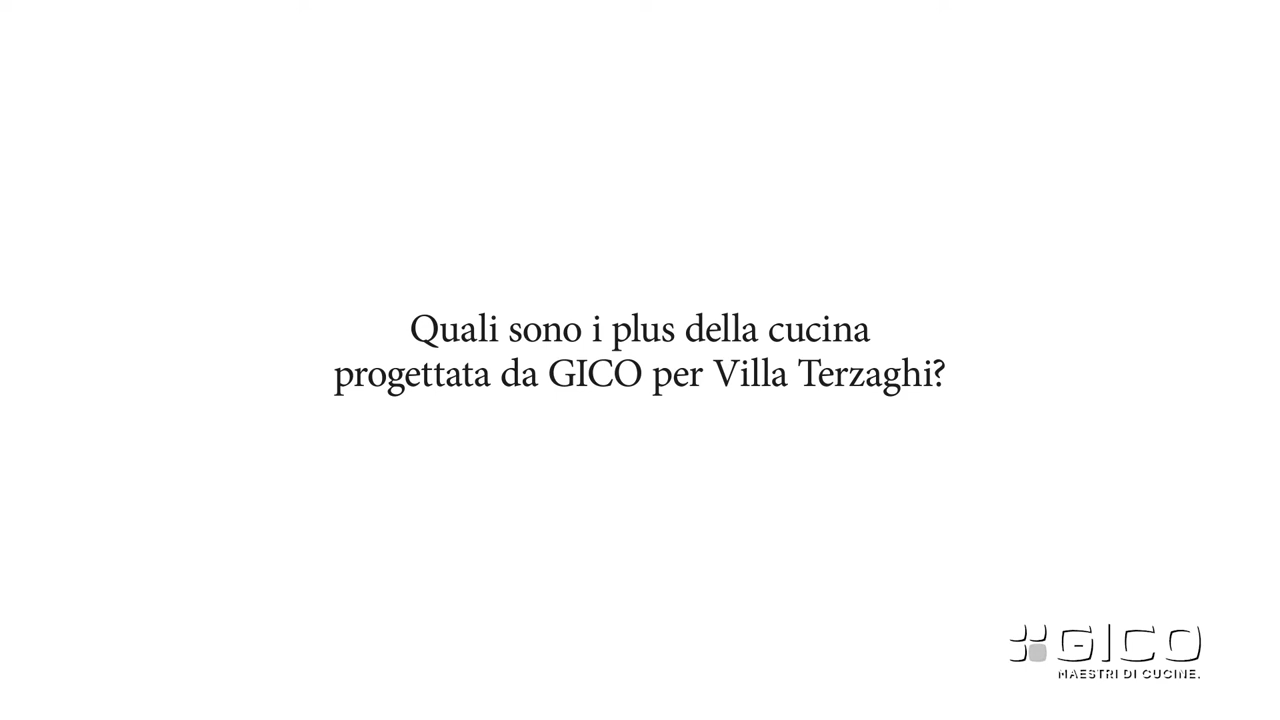 Quali sono i plus della cucina
progettata da GICO per Villa Terzaghi?
GICO
MAESTRI DI CUCINE.